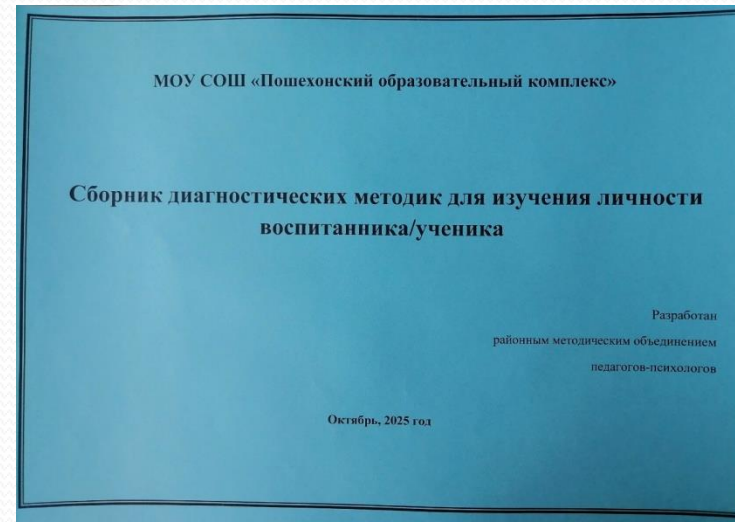 МОУ СОШ «Пошехонский образовательный комплекс»
Сборник диагностических методик для изучения личности
воспитанника/ученика
Разработан
районным методическим объединением
педагогов-психологов
Октябрь, 2025 год